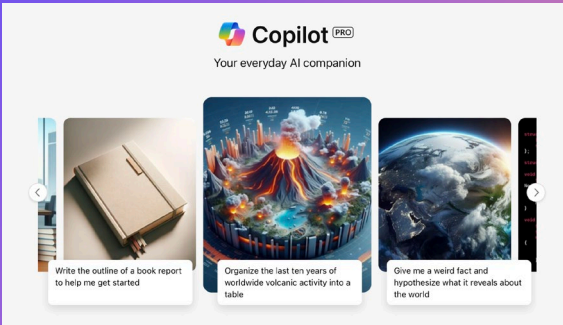 Copilot PRO
Your everyday AI companion
Write the outline of a book report
to help me get started
Organize the last ten years of
worldwide volcanic activity into a
table
Give me a weird fact and
hypothesize what it reveals about
the world